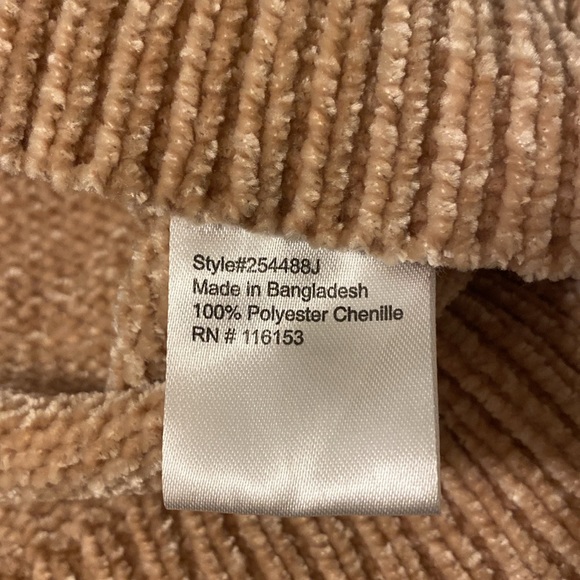 Style#254488J
Made in Bangladesh
100% Polyester Chenille
RN # 116153